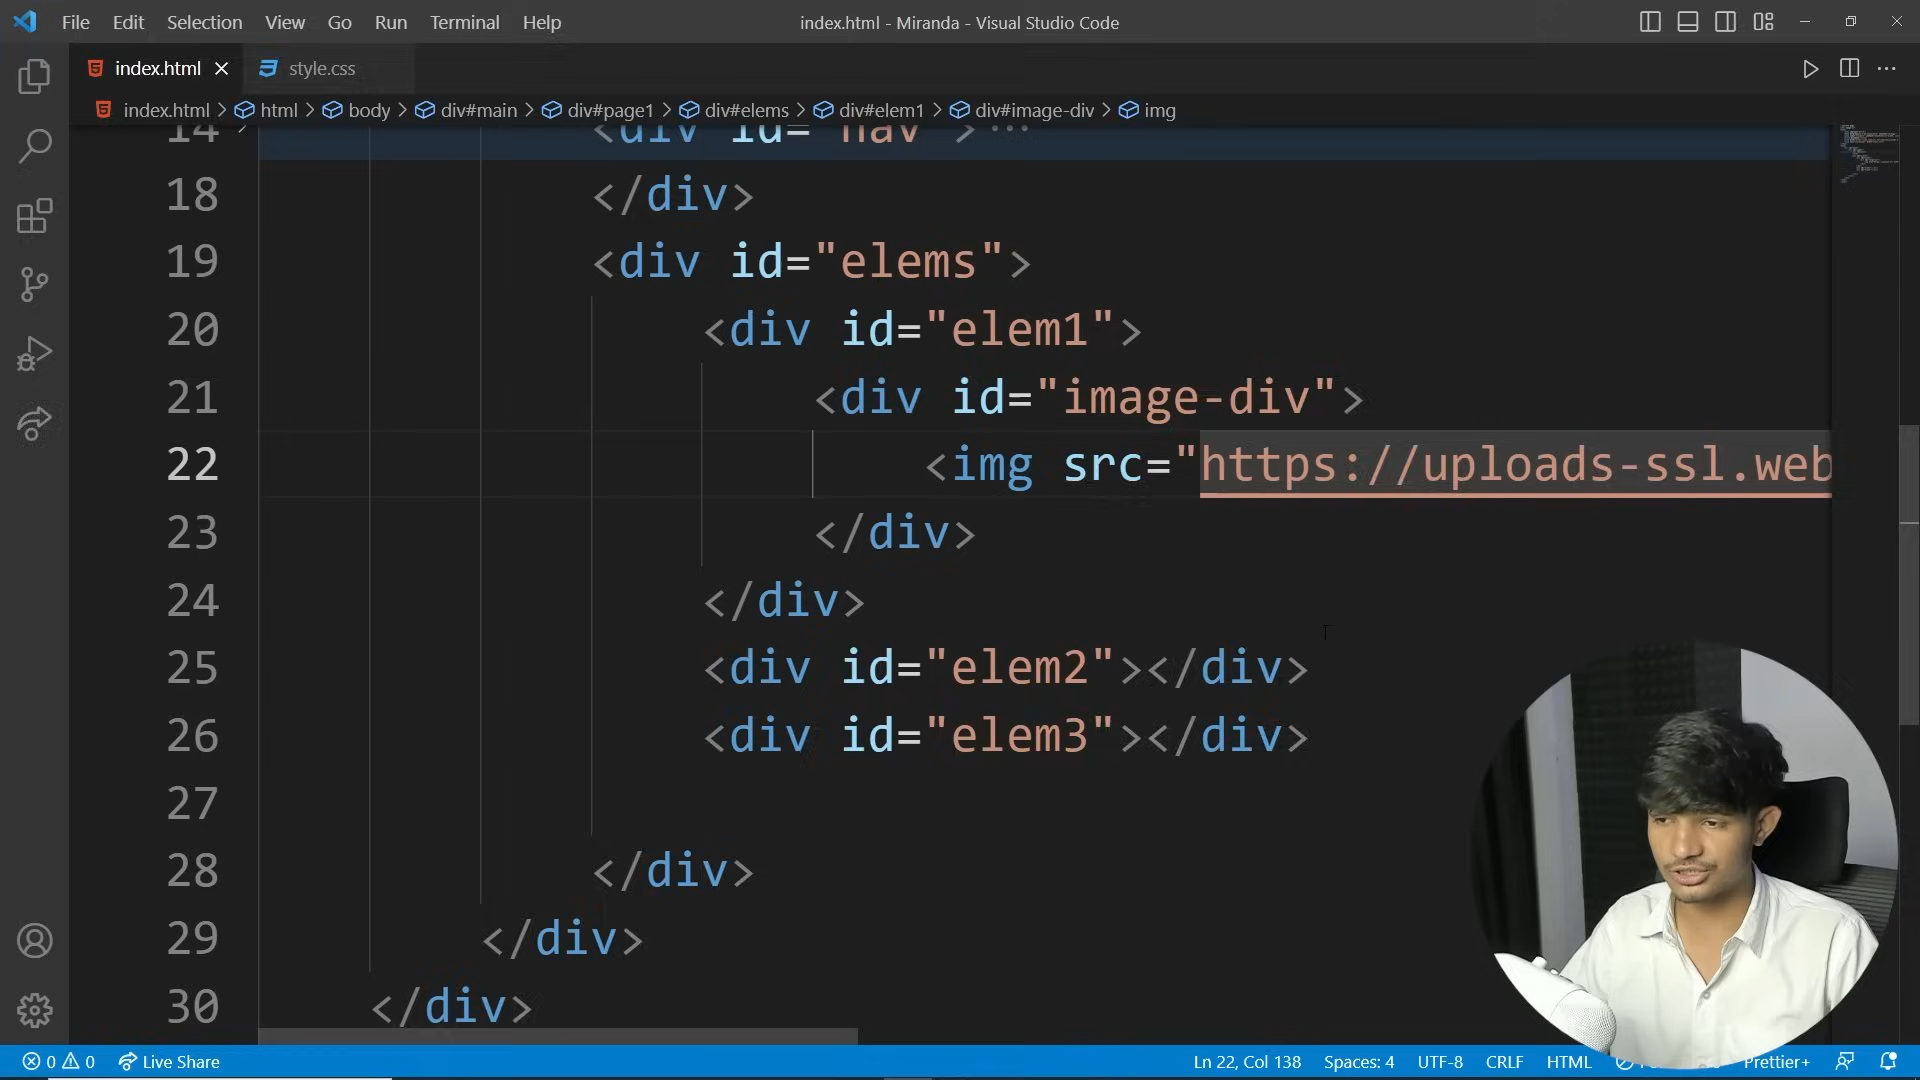 File Edit Selection View Go Run Terminal Help
index.html - Miranda - Visual Studio Code
index.html style.css
index.html > html > body > div#main > div#page1 > div#elems > div#elem1 > div#image-div > img
14 > <div id="nav">···
18 </div>
19 <div id="elems">
20 <div id="elem1">
21 <div id="image-div">
22 <img src="https://uploads-ssl.web
23 </div>
24 </div>
25 <div id="elem2"></div>
26 <div id="elem3"></div>
27
28 </div>
29 </div>
30 </div>
0 0 Live Share Ln 22, Col 138 Spaces: 4 UTF-8 CRLF HTML Prettier+